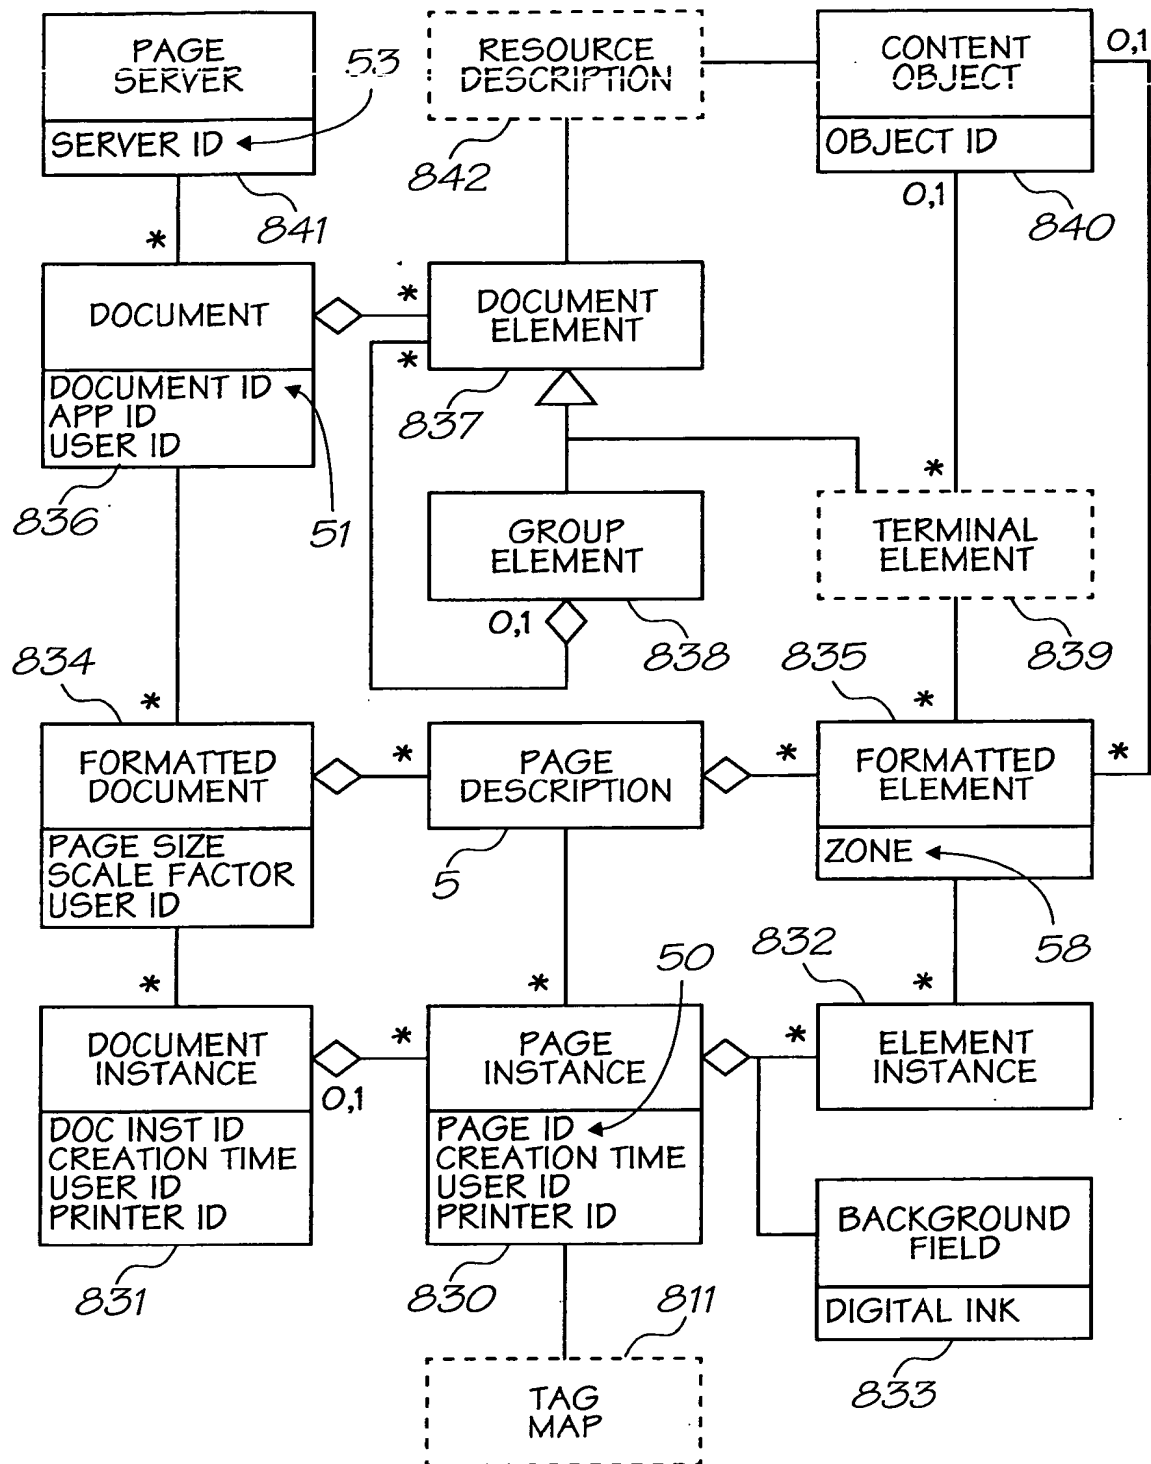 PAGE
SERVER
SERVER ID
53
841
RESOURCE
DESCRIPTION
842
CONTENT
OBJECT
OBJECT ID
0,1
0,1
840
*
DOCUMENT
DOCUMENT ID
APP ID
USER ID
836
51
*
*
DOCUMENT
ELEMENT
837
GROUP
ELEMENT
0,1
838
*
TERMINAL
ELEMENT
839
834
*
FORMATTED
DOCUMENT
PAGE SIZE
SCALE FACTOR
USER ID
*
PAGE
DESCRIPTION
5
835
*
*
*
FORMATTED
ELEMENT
ZONE
58
*
DOCUMENT
INSTANCE
0,1
DOC INST ID
CREATION TIME
USER ID
PRINTER ID
831
*
*
50
PAGE
INSTANCE
PAGE ID
CREATION TIME
USER ID
PRINTER ID
830
832
*
*
ELEMENT
INSTANCE
BACKGROUND
FIELD
DIGITAL INK
833
811
TAG
MAP